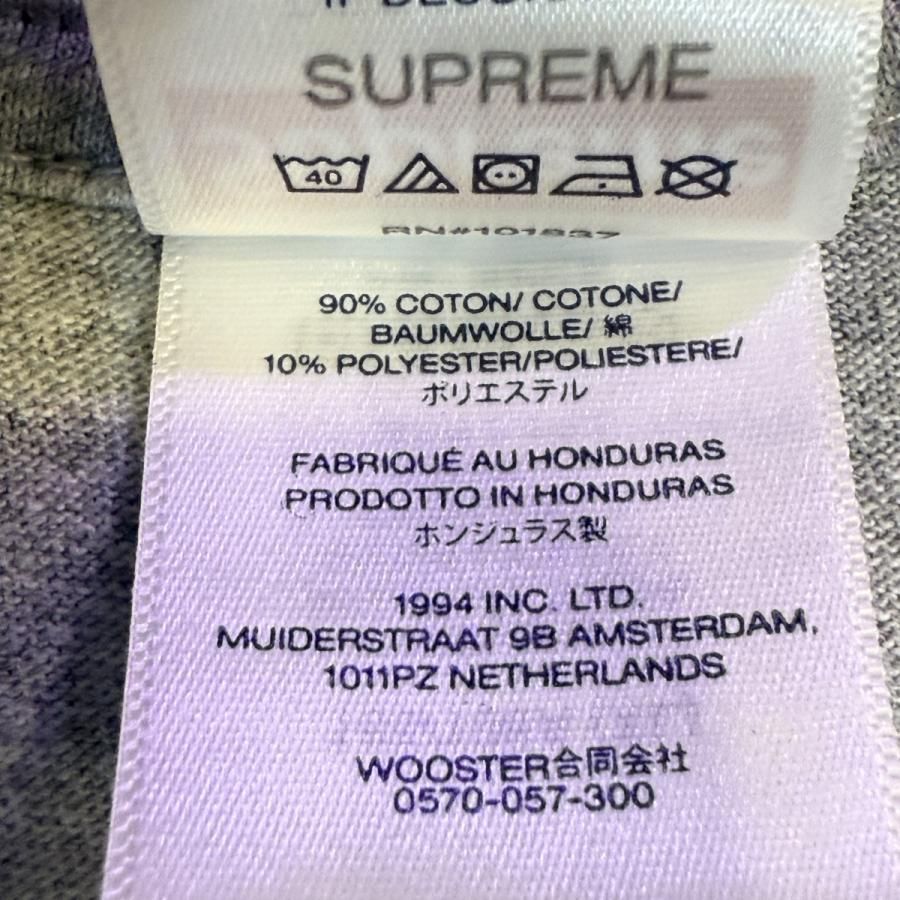 SUPREME
40
RN#101837
90% COTON/ COTONE/
BAUMWOLLE/ 綿
10% POLYESTER/POLIESTERE/
ポリエステル
FABRIQUÉ AU HONDURAS
PRODOTTO IN HONDURAS
ホンジュラス製
1994 INC. LTD.
MUIDERSTRAAT 9B AMSTERDAM,
1011PZ NETHERLANDS
WOOSTER合同会社
0570-057-300